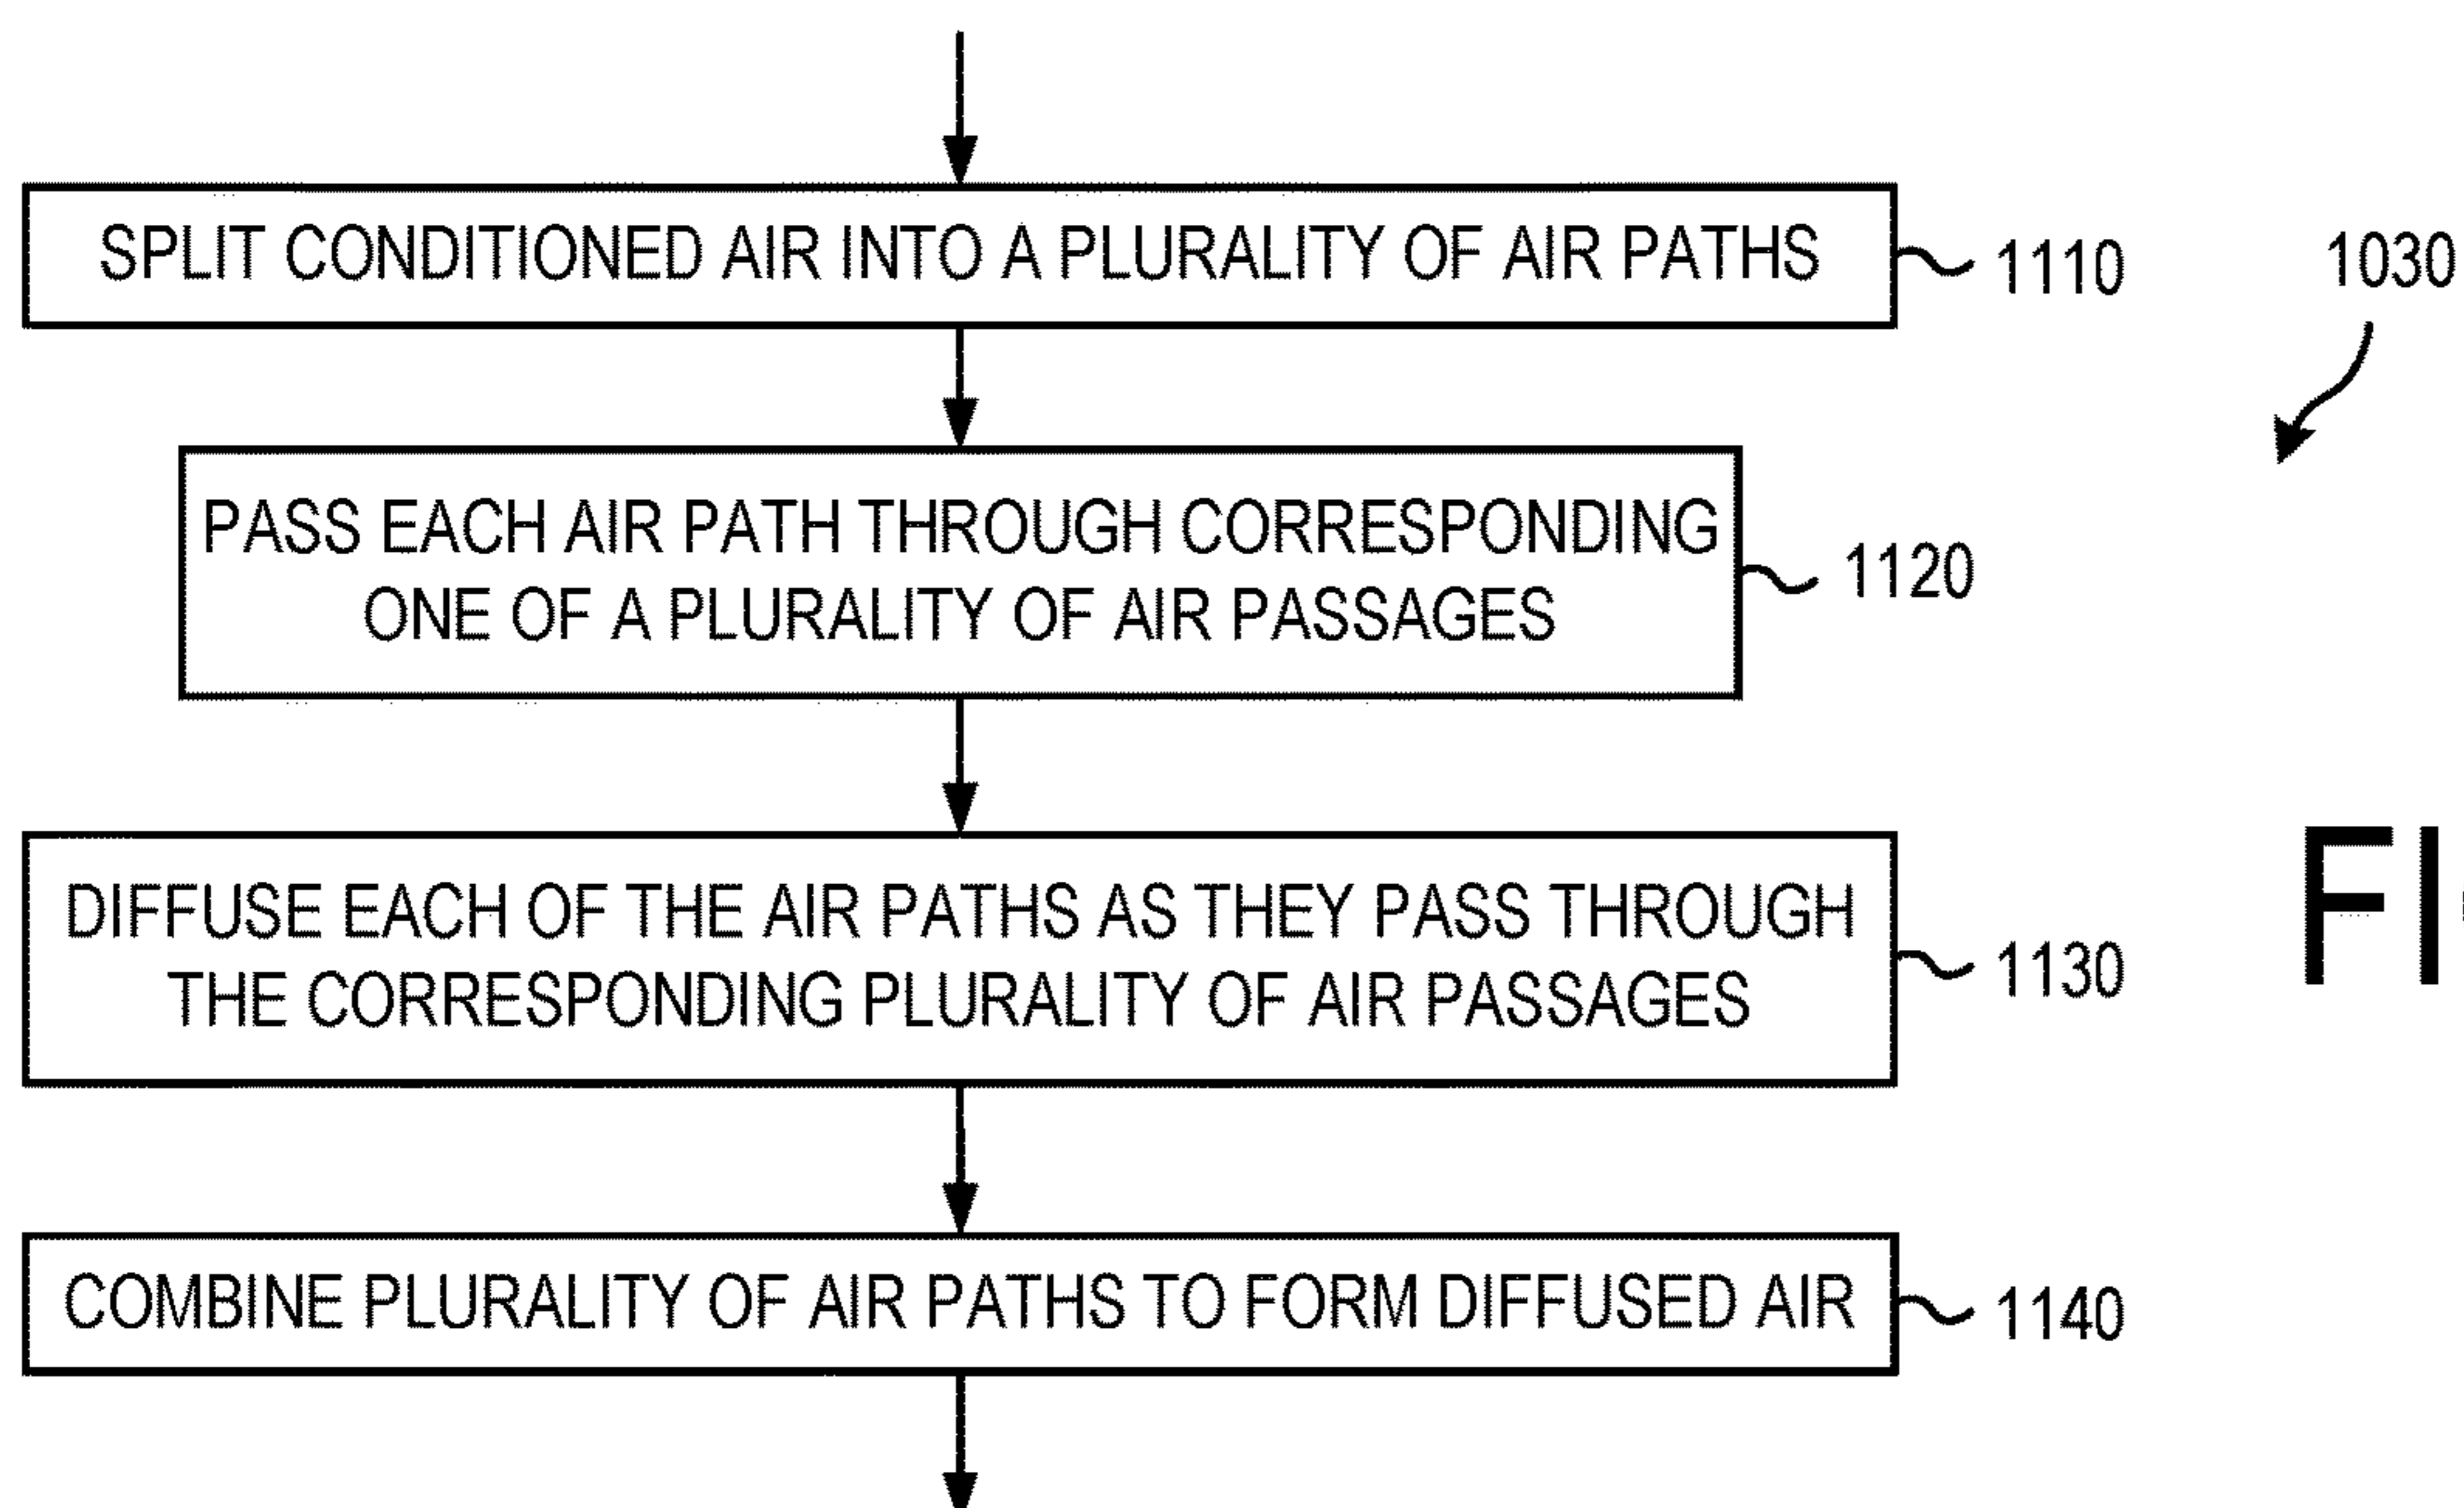 SPLIT CONDITIONED AIR INTO A PLURALITY OF AIR PATHS
1110
1030
PASS EACH AIR PATH THROUGH CORRESPONDING
ONE OF A PLURALITY OF AIR PASSAGES
1120
DIFFUSE EACH OF THE AIR PATHS AS THEY PASS THROUGH
THE CORRESPONDING PLURALITY OF AIR PASSAGES
1130
FI
COMBINE PLURALITY OF AIR PATHS TO FORM DIFFUSED AIR
1140